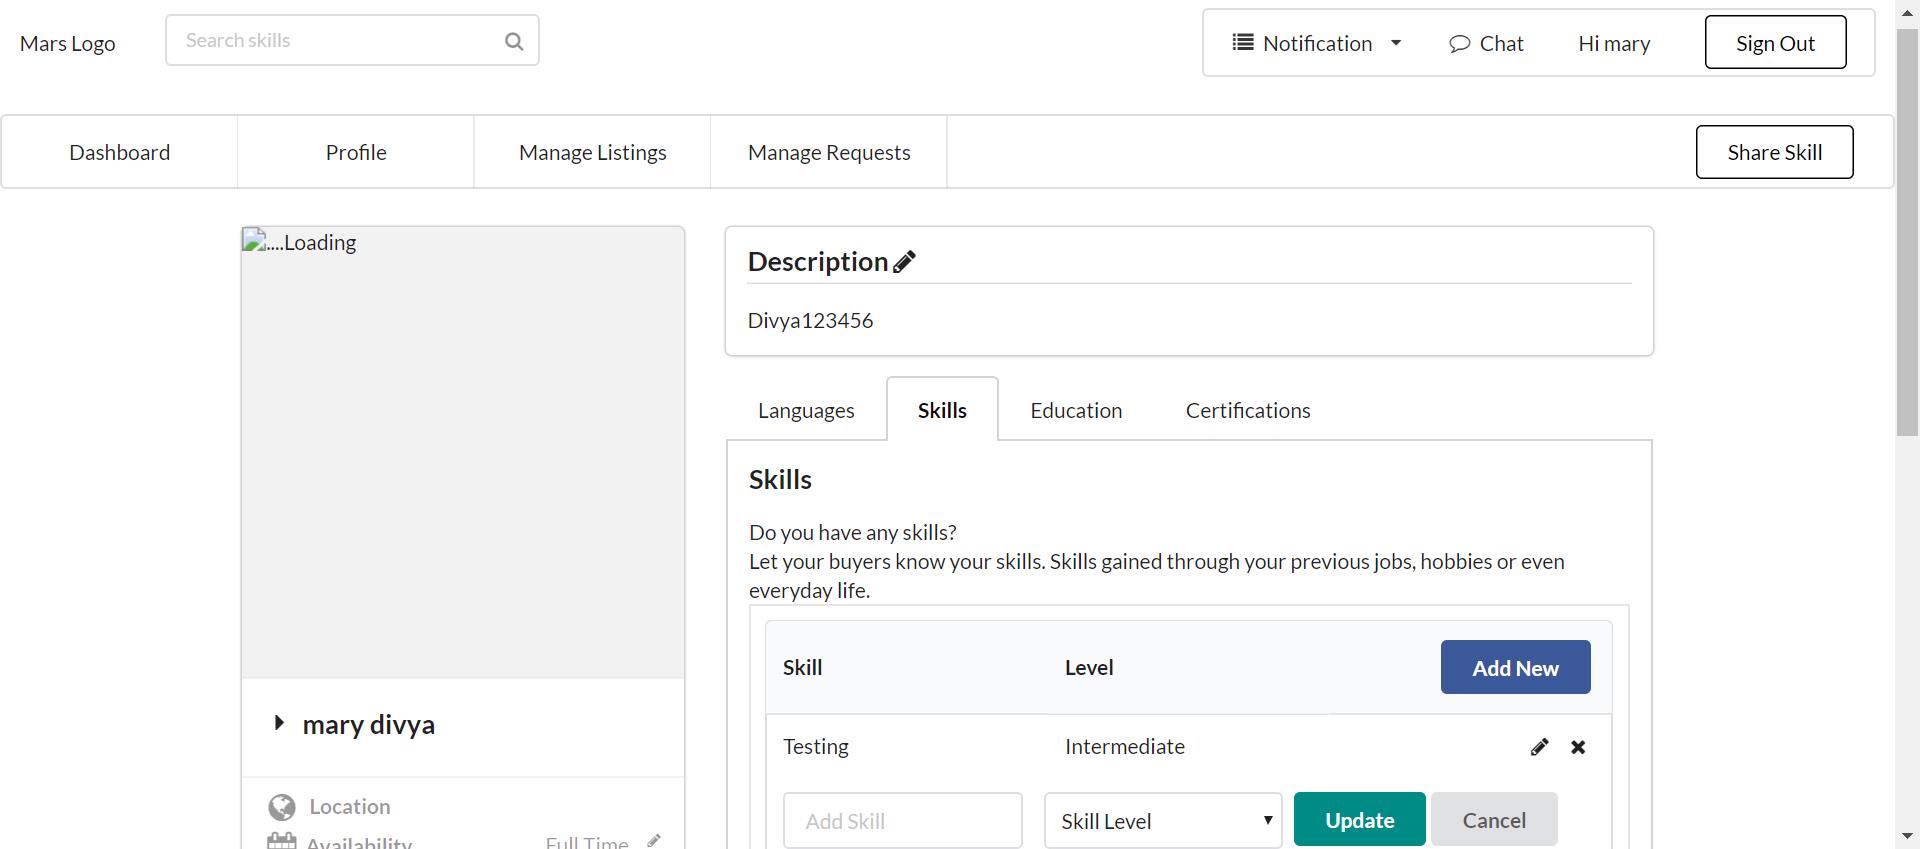 Mars Logo
Search skills
Notification
Chat
Hi mary
Sign Out
Dashboard
Profile
Manage Listings
Manage Requests
Share Skill
....Loading
mary divya
Location
Availability
Full Time
Description
Divya123456
Languages
Skills
Education
Certifications
Skills
Do you have any skills?
Let your buyers know your skills. Skills gained through your previous jobs, hobbies or even
everyday life.
Skill
Level
Add New
Testing
Intermediate
Add Skill
Skill Level
Update
Cancel